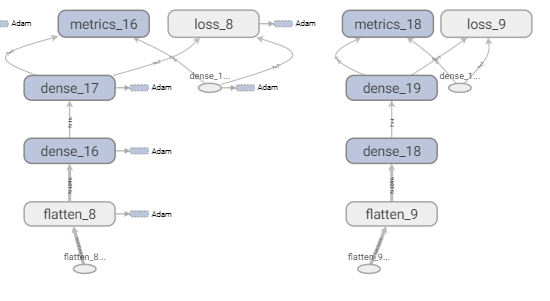 metrics_16
loss_8
Adam
dense_1...
dense_17
Adam
Adam
dense_16
Adam
flatten_8
Adam
flatten_8...
metrics_18
loss_9
dense_1...
dense_19
dense_18
flatten_9
flatten_9...